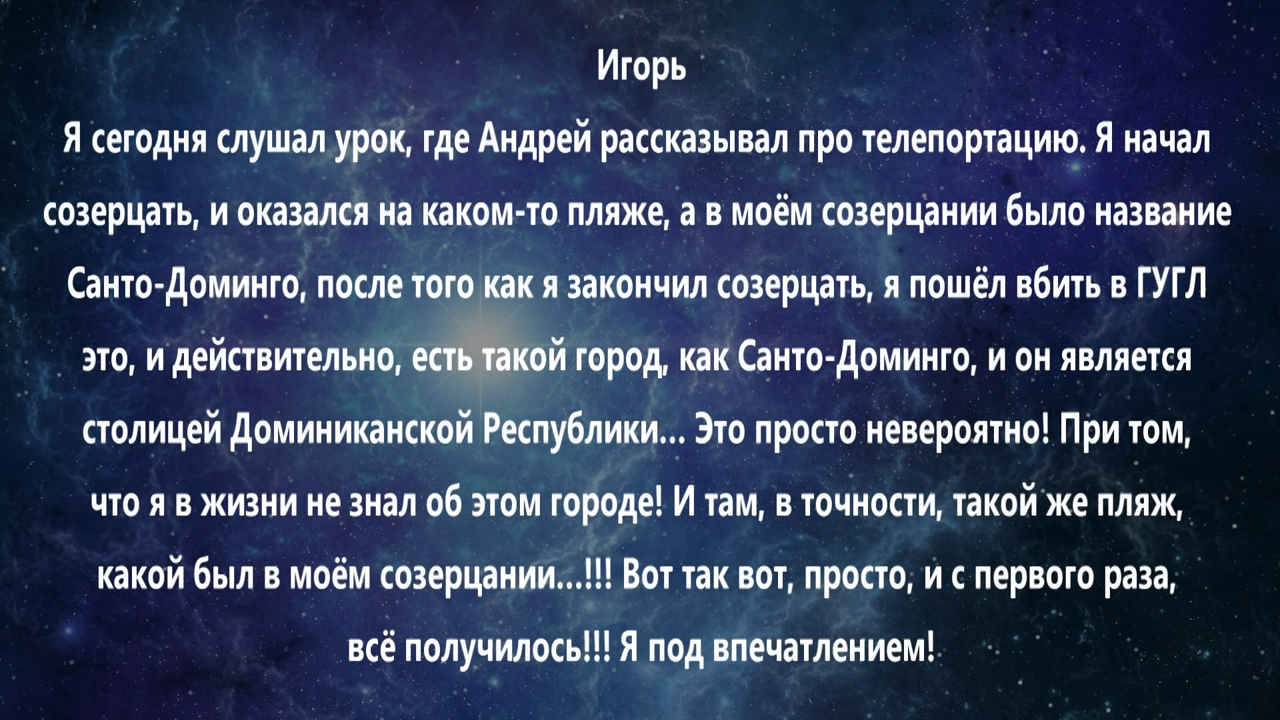 Игорь
Я сегодня слушал урок, где Андрей рассказывал про телепортацию. Я начал
созерцать, и оказался на каком-то пляже, а в моём созерцании было название
Санто-Доминго, после того как я закончил созерцать, я пошёл вбить в ГУГЛ
это, и действительно, есть такой город, как Санто-Доминго, и он является
столицей Доминиканской Республики... Это просто невероятно! При том,
что я в жизни не знал об этом городе! И там, в точности, такой же пляж,
какой был в моём созерцании...!!! Вот так вот, просто, и с первого раза,
всё получилось!!! Я под впечатлением!